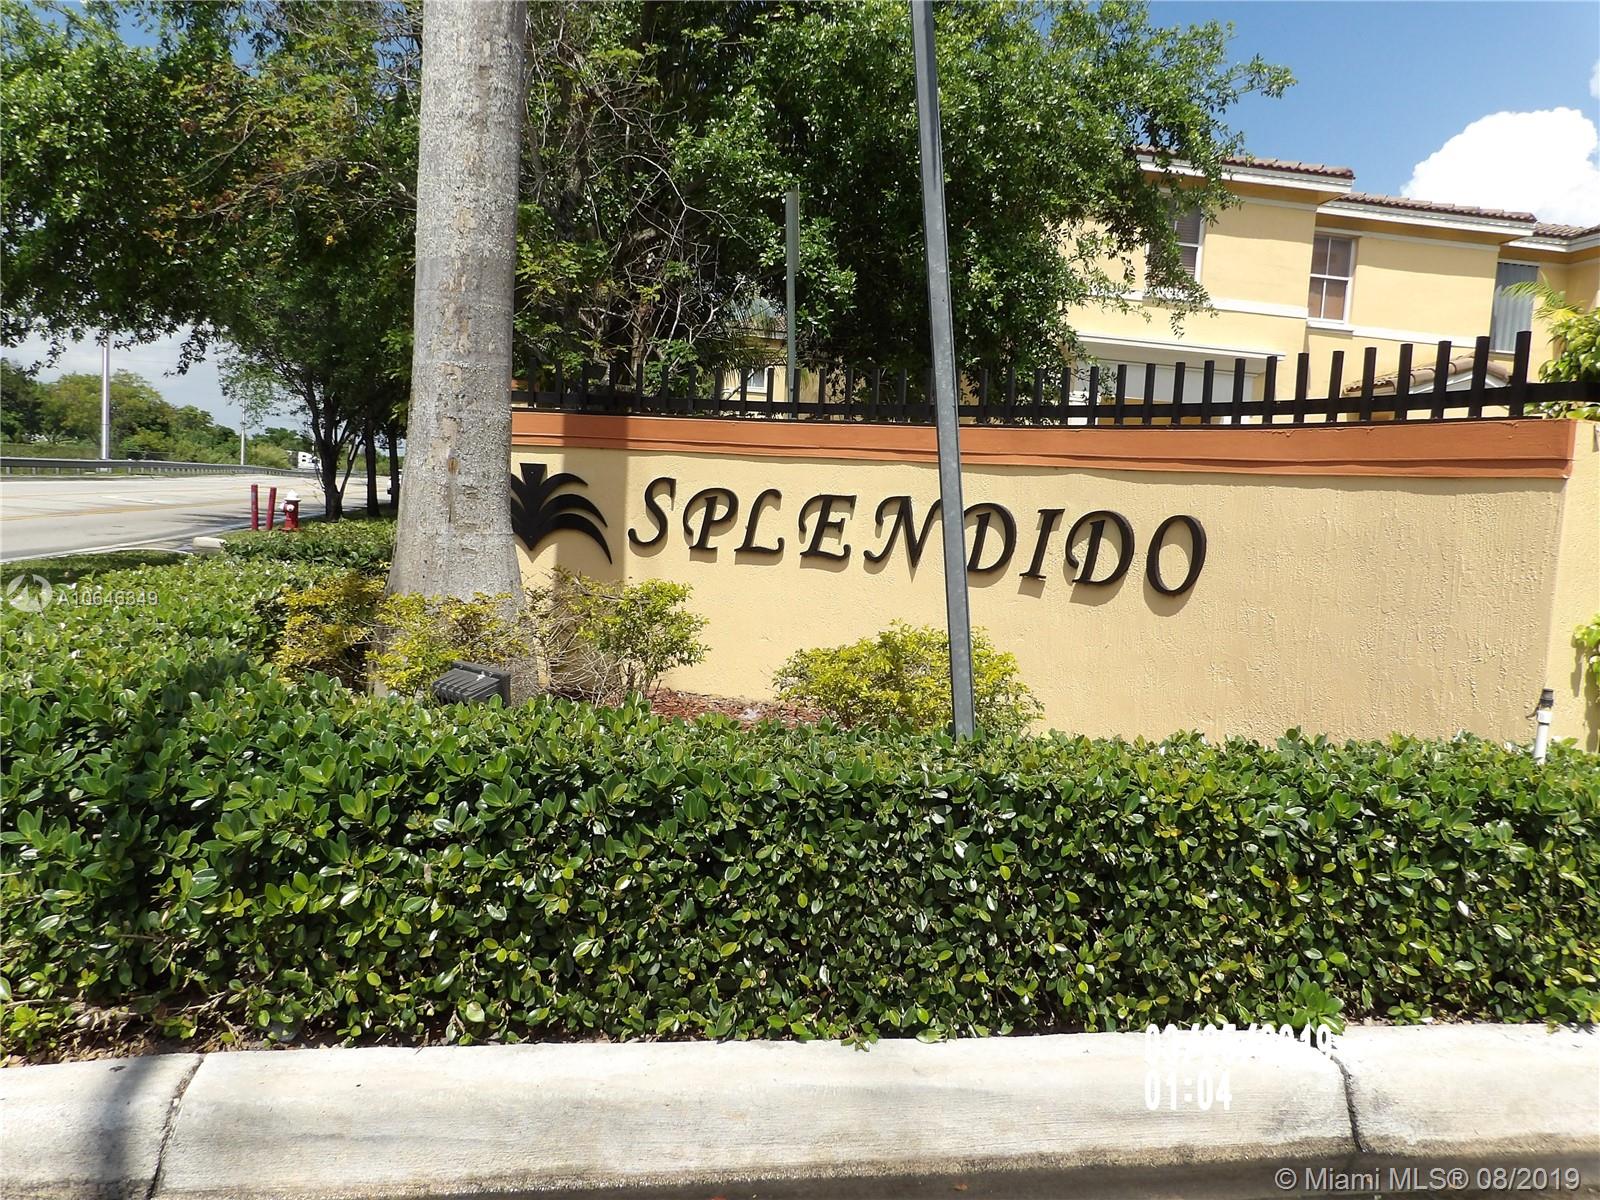 SPLENDIDO
A10646349
01:04
© Miami MLS® 08/2019